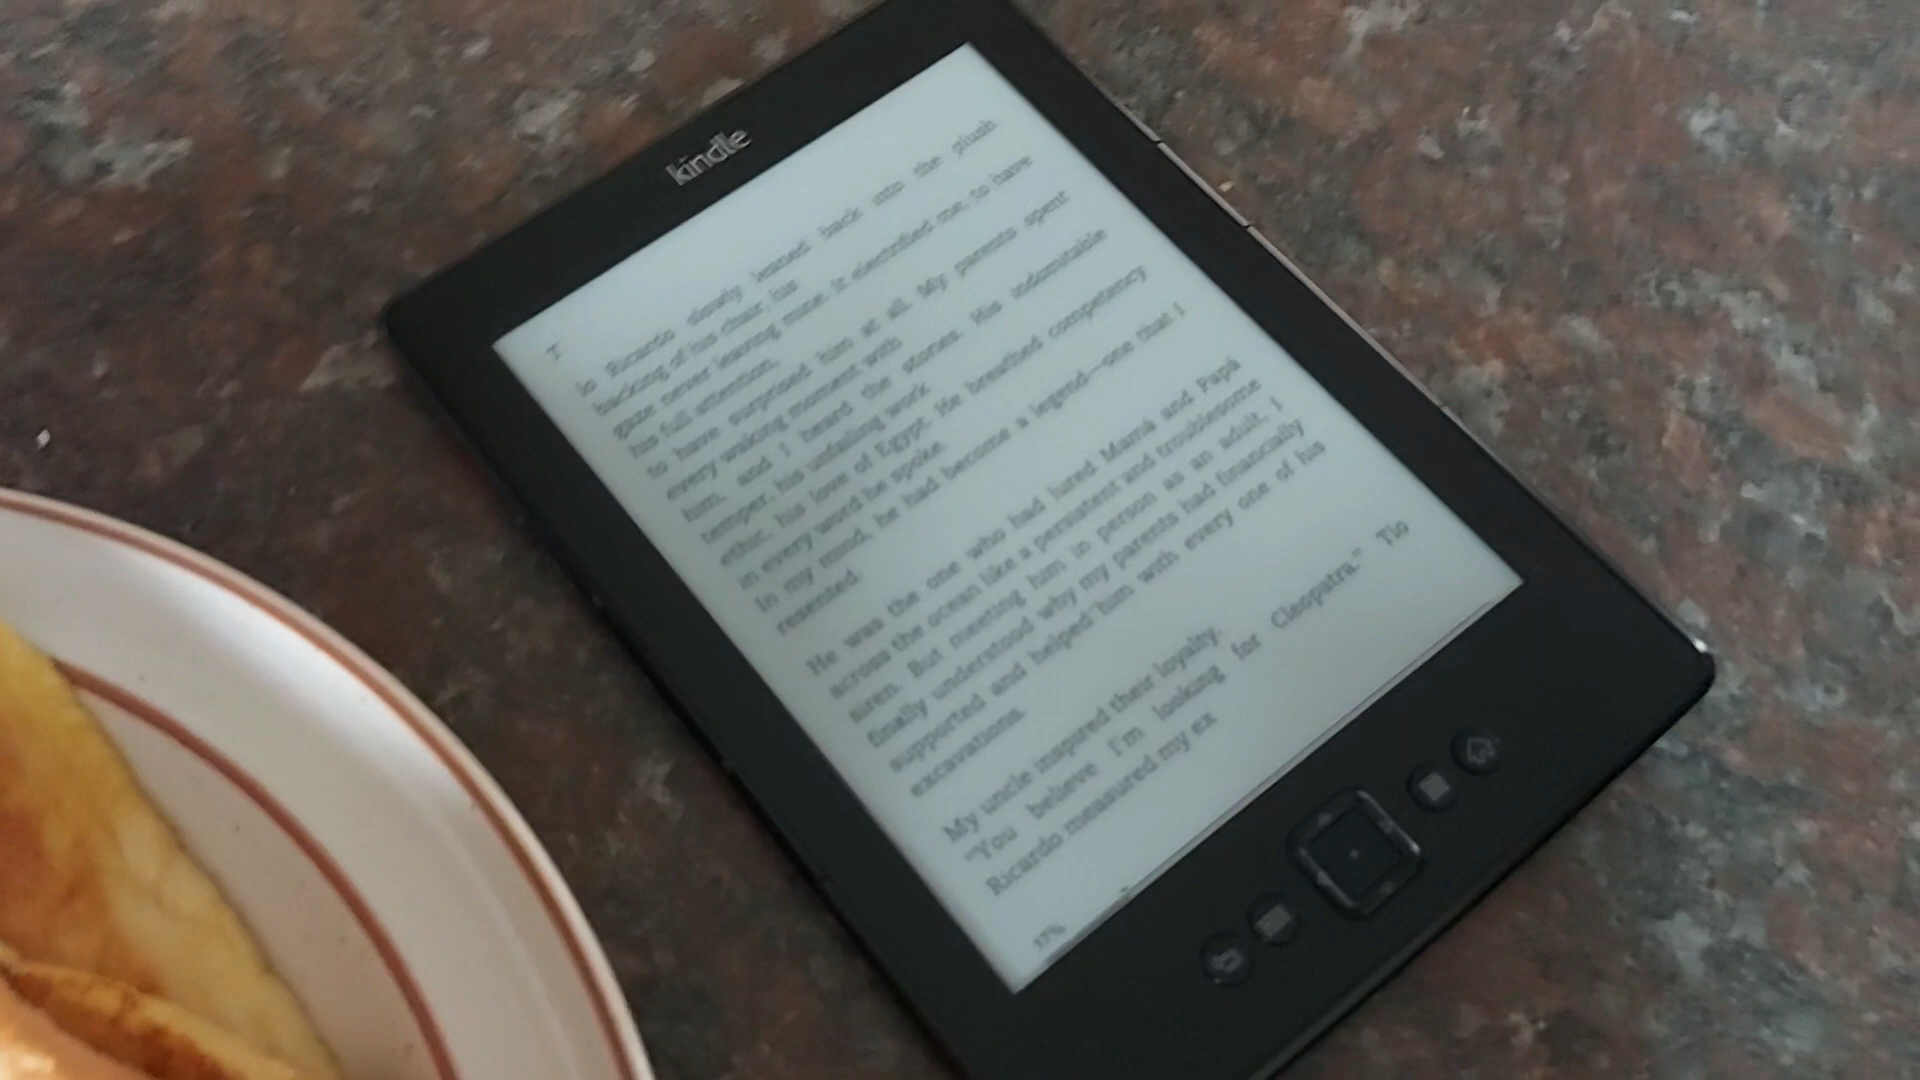 kindle
T
io Ricardo slowly leaned back into the plush
backing of his chair, his
gaze never leaving mine. It electrified me, to have
his full attention,
to have surprised him at all. My parents spent
every waking moment with
him, and I heard the stories. His indomitable
temper, his unfailing work
ethic, his love of Egypt. He breathed competency
in every word he spoke.
In my mind, he had become a legend—one that I
resented.
He was the one who had lured Mamá and Papá
across the ocean like a persistent and troublesome
siren. But meeting him in person as an adult, I
finally understood why my parents had financially
supported and helped him with every one of his
excavations.
My uncle inspired their loyalty.
“You believe I'm looking for Cleopatra.” Tío
Ricardo measured my ex
17%